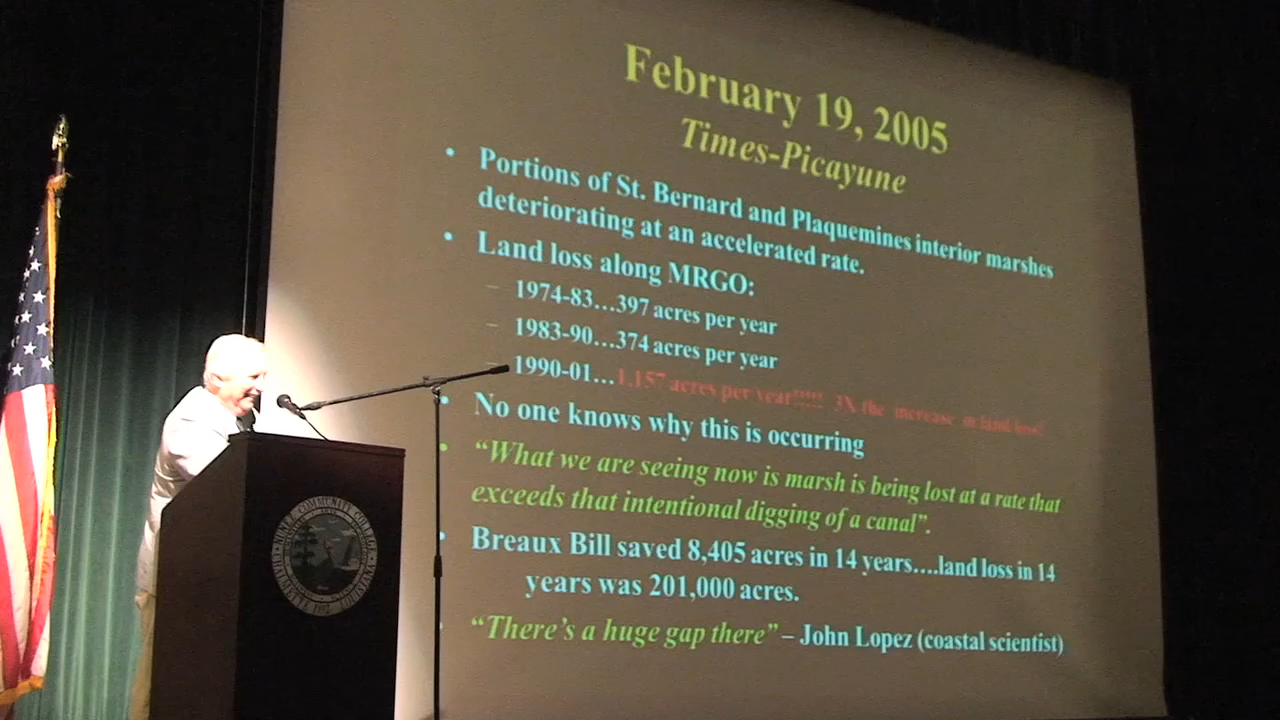 February 19, 2005
Times-Picayune
• Portions of St. Bernard and Plaquemines interior marshes
deteriorating at an accelerated rate.
• Land loss along MRGO:
– 1974-83…397 acres per year
– 1983-90…374 acres per year
– 1990-01…1,157 acres per year!!!!! 3X the increase in land loss!
• No one knows why this is occurring
• “What we are seeing now is marsh is being lost at a rate that
exceeds that intentional digging of a canal”.
• Breaux Bill saved 8,405 acres in 14 years….land loss in 14
years was 201,000 acres.
• “There’s a huge gap there” – John Lopez (coastal scientist)
COMMUNITY COLLEGE